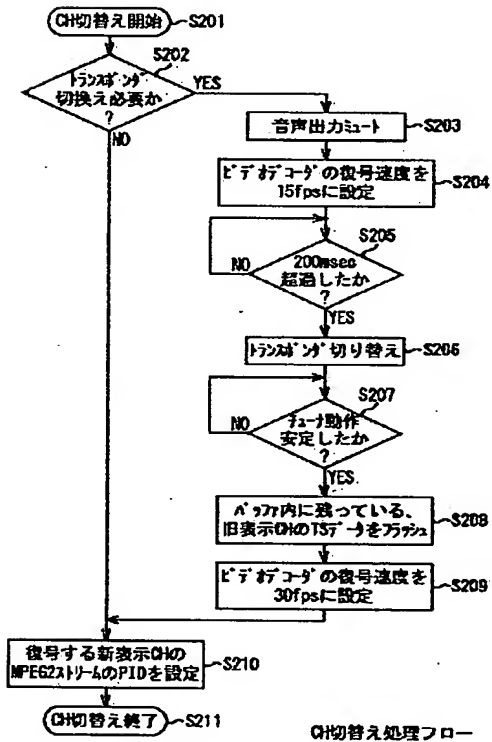 CH切替え開始
S201
S202
トランスポンダ
切換え必要か
?
YES
NO
音声出力ミュート
S203
ビデオデコーダの復号速度を
15fpsに設定
S204
S205
200msec
超過したか
?
NO
YES
トランスポンダ切り替え
S206
S207
チューナ動作
安定したか
?
NO
YES
バッファ内に残っている、
旧表示CHのTSデータをフラッシュ
S208
ビデオデコーダの復号速度を
30fpsに設定
S209
復号する新表示CHの
MPEG2ストリームのPIDを設定
S210
CH切替え終了
S211
CH切替え処理フロー